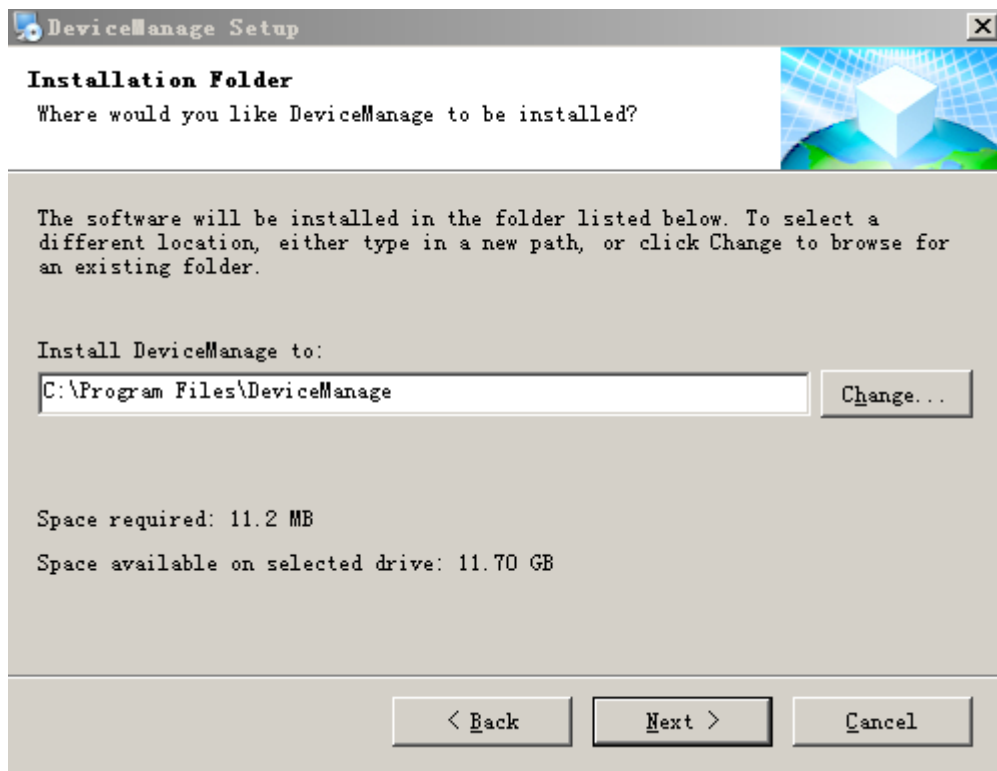 DeviceManage Setup
Installation Folder
Where would you like DeviceManage to be installed?
The software will be installed in the folder listed below. To select a
different location, either type in a new path, or click Change to browse for
an existing folder.
Install DeviceManage to:
C:\Program Files\DeviceManage
Change...
Space required: 11.2 MB
Space available on selected drive: 11.70 GB
< Back
Next >
Cancel